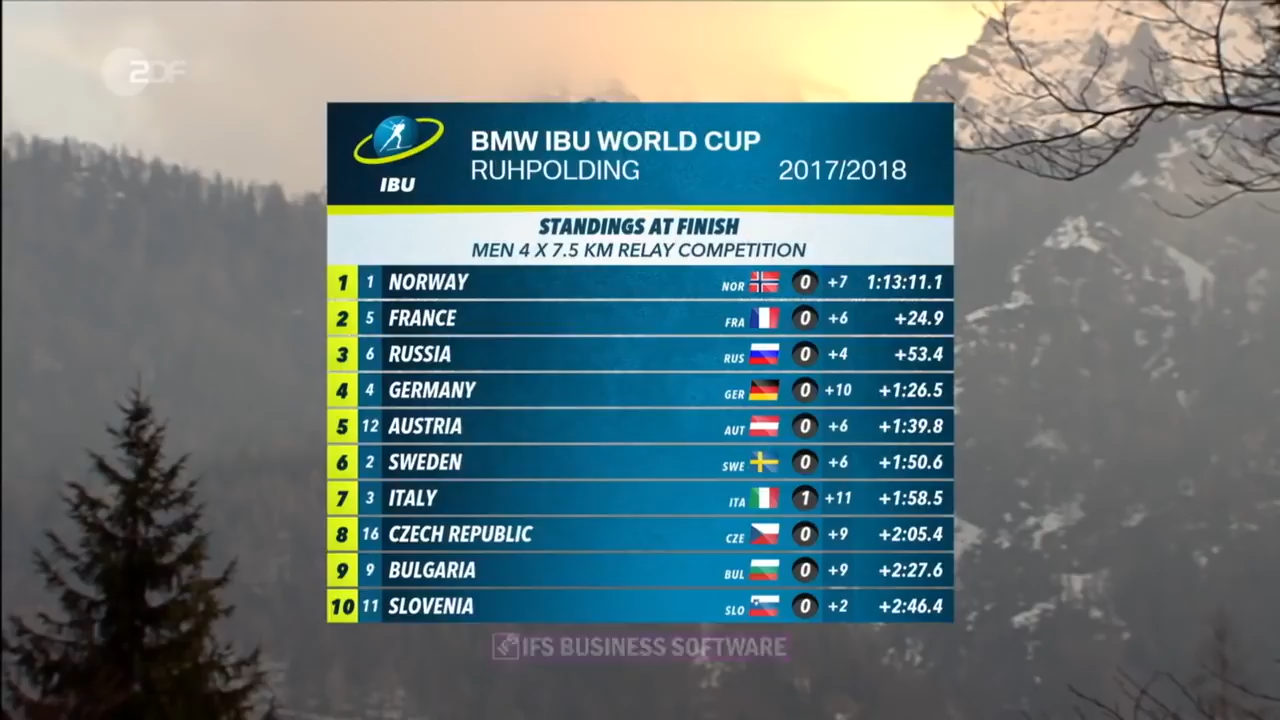 ZDF
BMW IBU WORLD CUP
IBU RUHPOLDING 2017/2018
STANDINGS AT FINISH
MEN 4 X 7.5 KM RELAY COMPETITION
1 1 NORWAY NOR 0 +7 1:13:11.1
2 5 FRANCE FRA 0 +6 +24.9
3 6 RUSSIA RUS 0 +4 +53.4
4 4 GERMANY GER 0 +10 +1:26.5
5 12 AUSTRIA AUT 0 +6 +1:39.8
6 2 SWEDEN SWE 0 +6 +1:50.6
7 3 ITALY ITA 1 +11 +1:58.5
8 16 CZECH REPUBLIC CZE 0 +9 +2:05.4
9 9 BULGARIA BUL 0 +9 +2:27.6
10 11 SLOVENIA SLO 0 +2 +2:46.4
IFS BUSINESS SOFTWARE